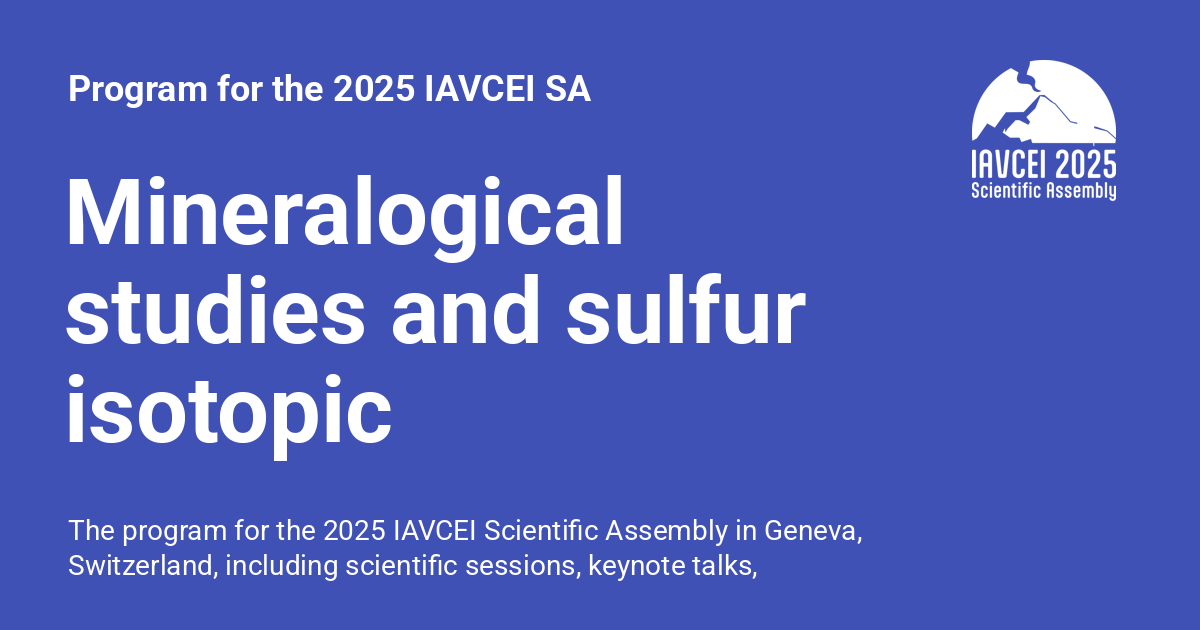 Program for the 2025 IAVCEI SA
IAVCEI 2025
Scientific Assembly
Mineralogical
studies and sulfur
isotopic
The program for the 2025 IAVCEI Scientific Assembly in Geneva,
Switzerland, including scientific sessions, keynote talks,